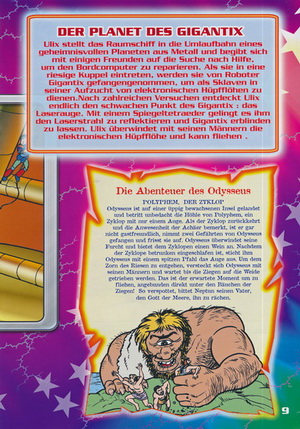 DER PLANET DES GIGANTIX
Ulix stellt das Raumschiff in die Umlaufbahn eines
geheimnisvollen Planeten aus Metall und begibt sich
mit einigen Freunden auf die Suche nach Hilfe,
um den Bordcomputer zu reparieren. Als sie in eine
riesige Kuppel eintreten, werden sie von Roboter
Gigantix gefangengenommen, um als Sklaven in
seiner Aufzucht von elektronischen Hüpfflöhen zu
dienen.Nach zahlreichen Versuchen entdeckt Ulix
endlich den schwachen Punkt des Gigantix : das
Laserauge. Mit einem Spiegeltetraeder gelingt es ihm
den Laserstrahl zu reflektieren und Gigantix erblinden
zu lassen. Ulix überwindet mit seinen Männern die
elektronischen Hüpfflöhe und kann fliehen .
Die Abenteuer des Odysseus
POLYPHEM, DER ZYKLOP
Odysseus ist auf einer üppig bewachsenen Insel gelandet
und betritt unbedacht die Höhle von Polyphem, ein
Zyklop mit nur einem Auge. Als der Zyklop zurückkehrt
und die Anwesenheit der Achäer bemerkt, ist er gar
nicht gastfreundlich, nimmt zwei Gefährten von Odysseus
gefangen und frisst sie auf. Odysseus überwindet seine
Furcht und bietet dem Zyklopen einen Wein an. Nachdem
der Zyklop betrunken eingeschlafen ist, sticht ihm
Odysseus mit einem spitzen Pfahl das Auge aus. Um dem
Zorn des Riesen zu entgehen, versteckt sich Odysseus mit
seinen Männern und wartet bis die Ziegen auf die Weide
getrieben werden. Das ist der erwartete Moment um zu
fliehen, angebunden direkt unter den Bäuchen der
Ziegen! So verspottet, bittet Neptun seinen Vater,
den Gott der Meere, ihn zu rächen.
9